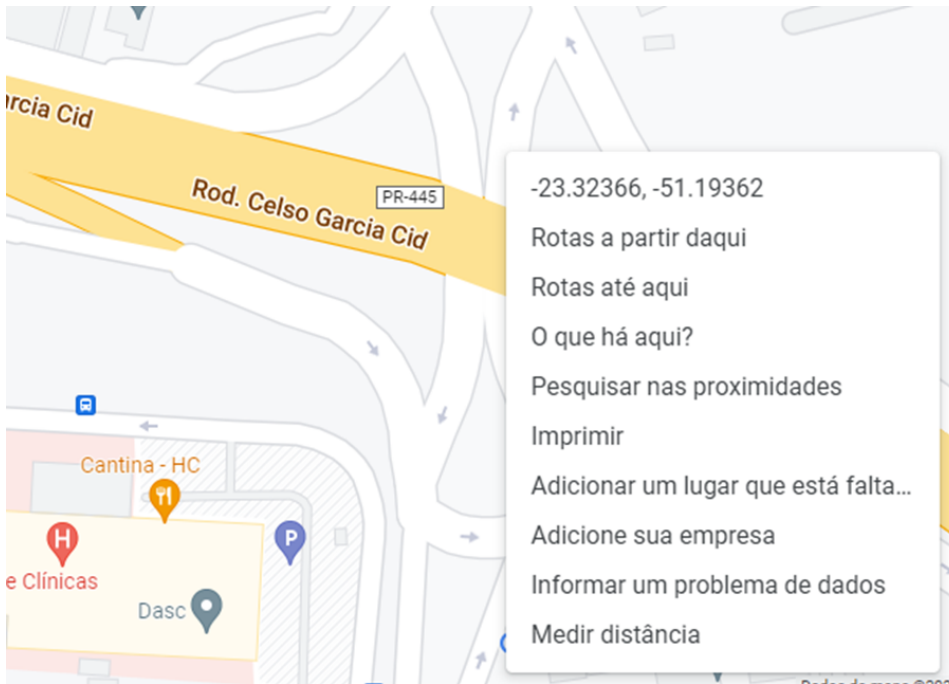 rcia Cid
Rod. Celso Garcia Cid
PR-445
-23.32366, -51.19362
Rotas a partir daqui
Rotas até aqui
O que há aqui?
Pesquisar nas proximidades
Imprimir
Adicionar um lugar que está falta...
Adicione sua empresa
Informar um problema de dados
Medir distância
Cantina - HC
H
P
e Clínicas
Dasc